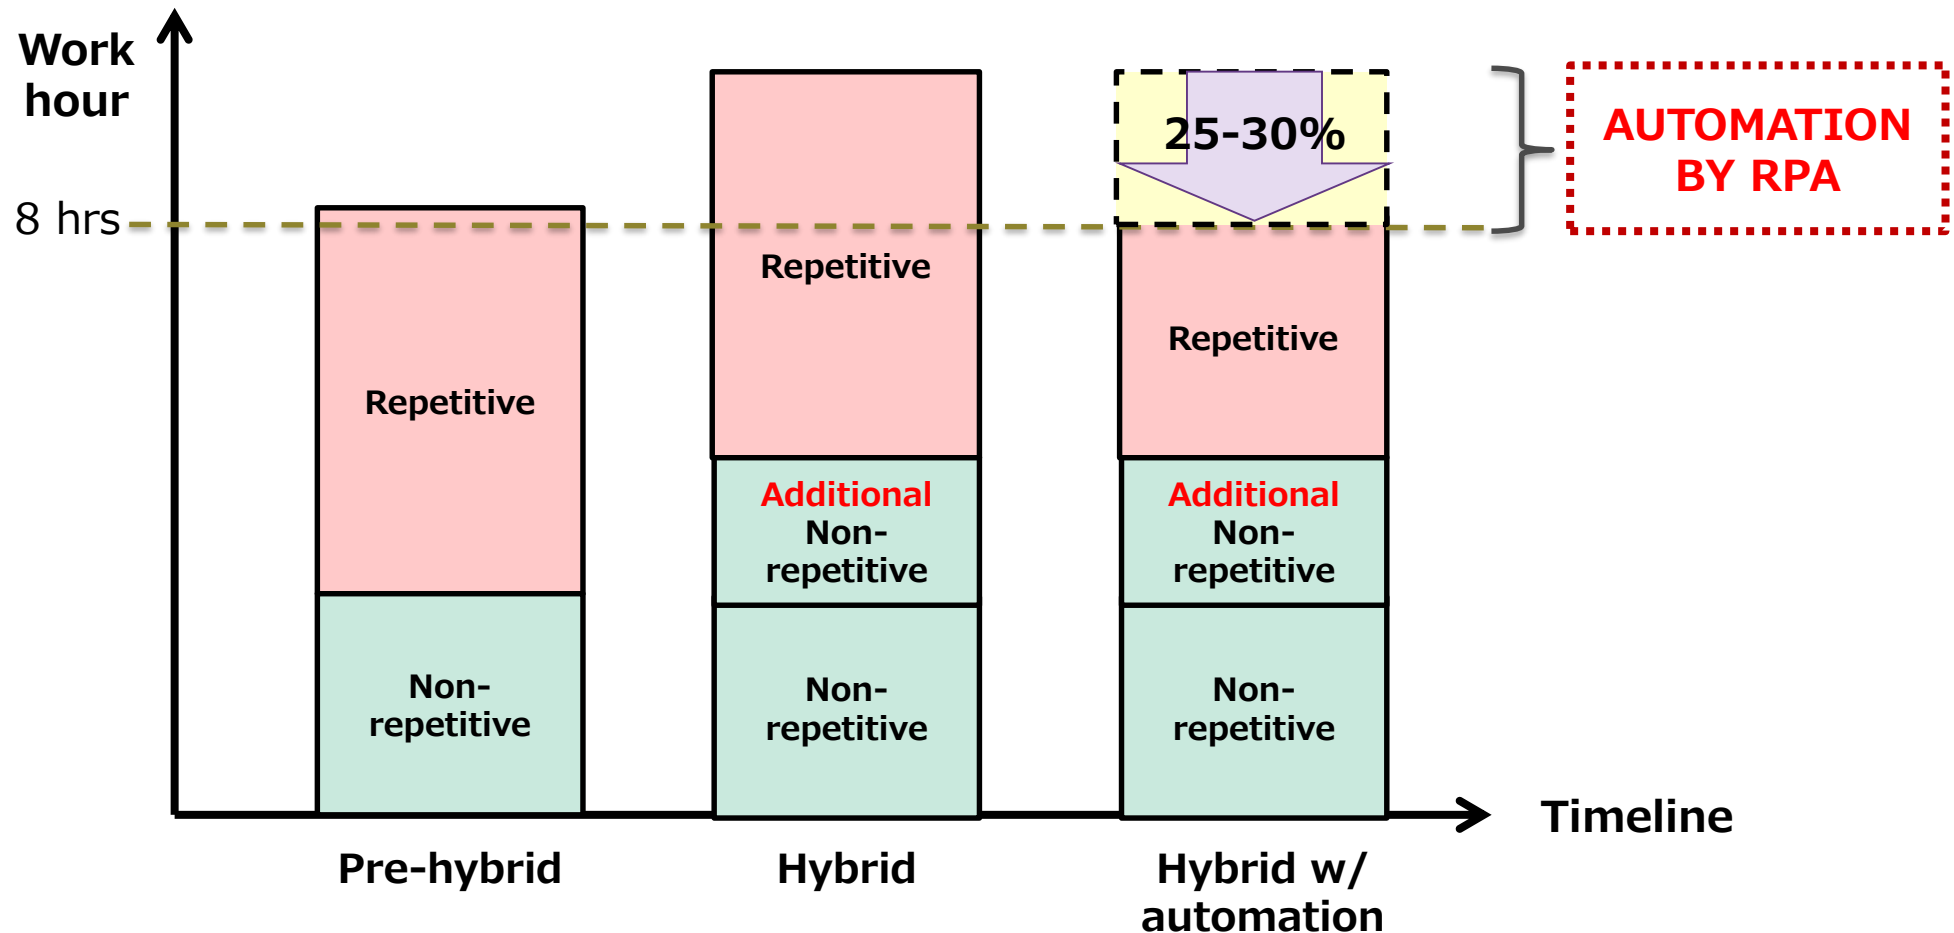 Work
hour
8 hrs
Repetitive
Non-
repetitive
Repetitive
Additional
Non-
repetitive
Non-
repetitive
25-30%
Repetitive
Additional
Non-
repetitive
Non-
repetitive
AUTOMATION
BY RPA
Timeline
Pre-hybrid
Hybrid
Hybrid w/
automation